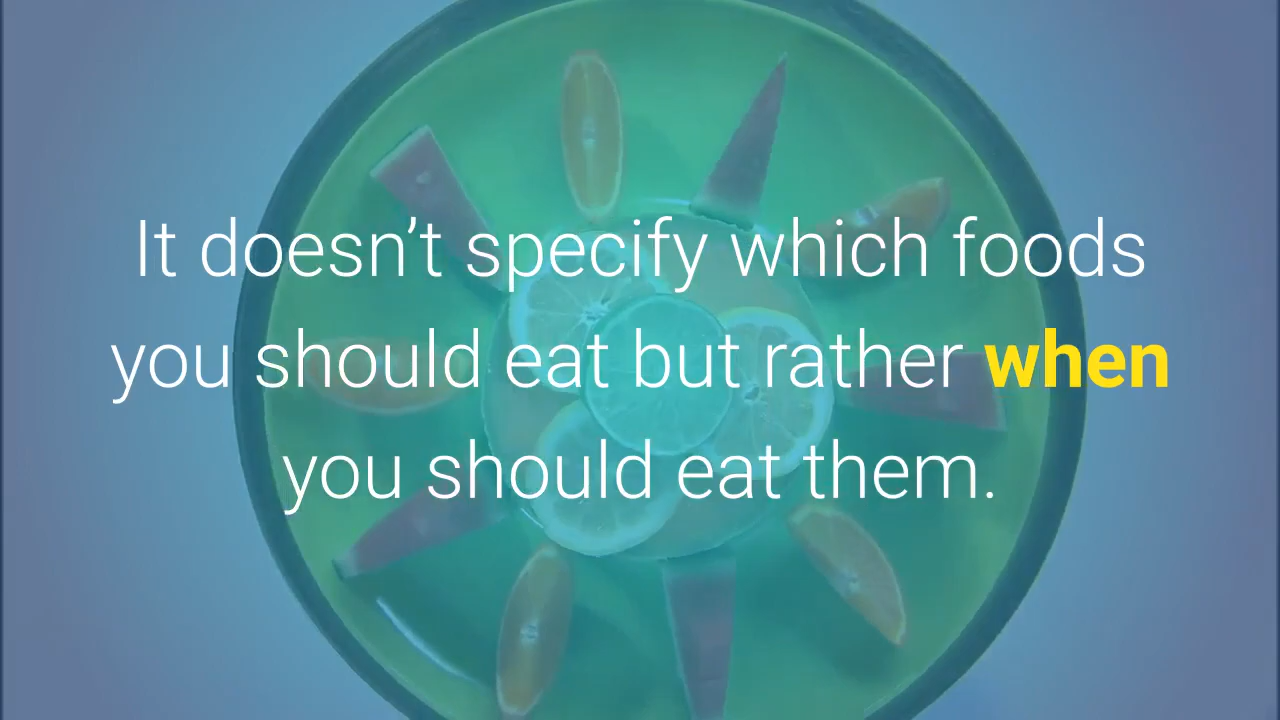 It doesn’t specify which foods
you should eat but rather when
you should eat them.